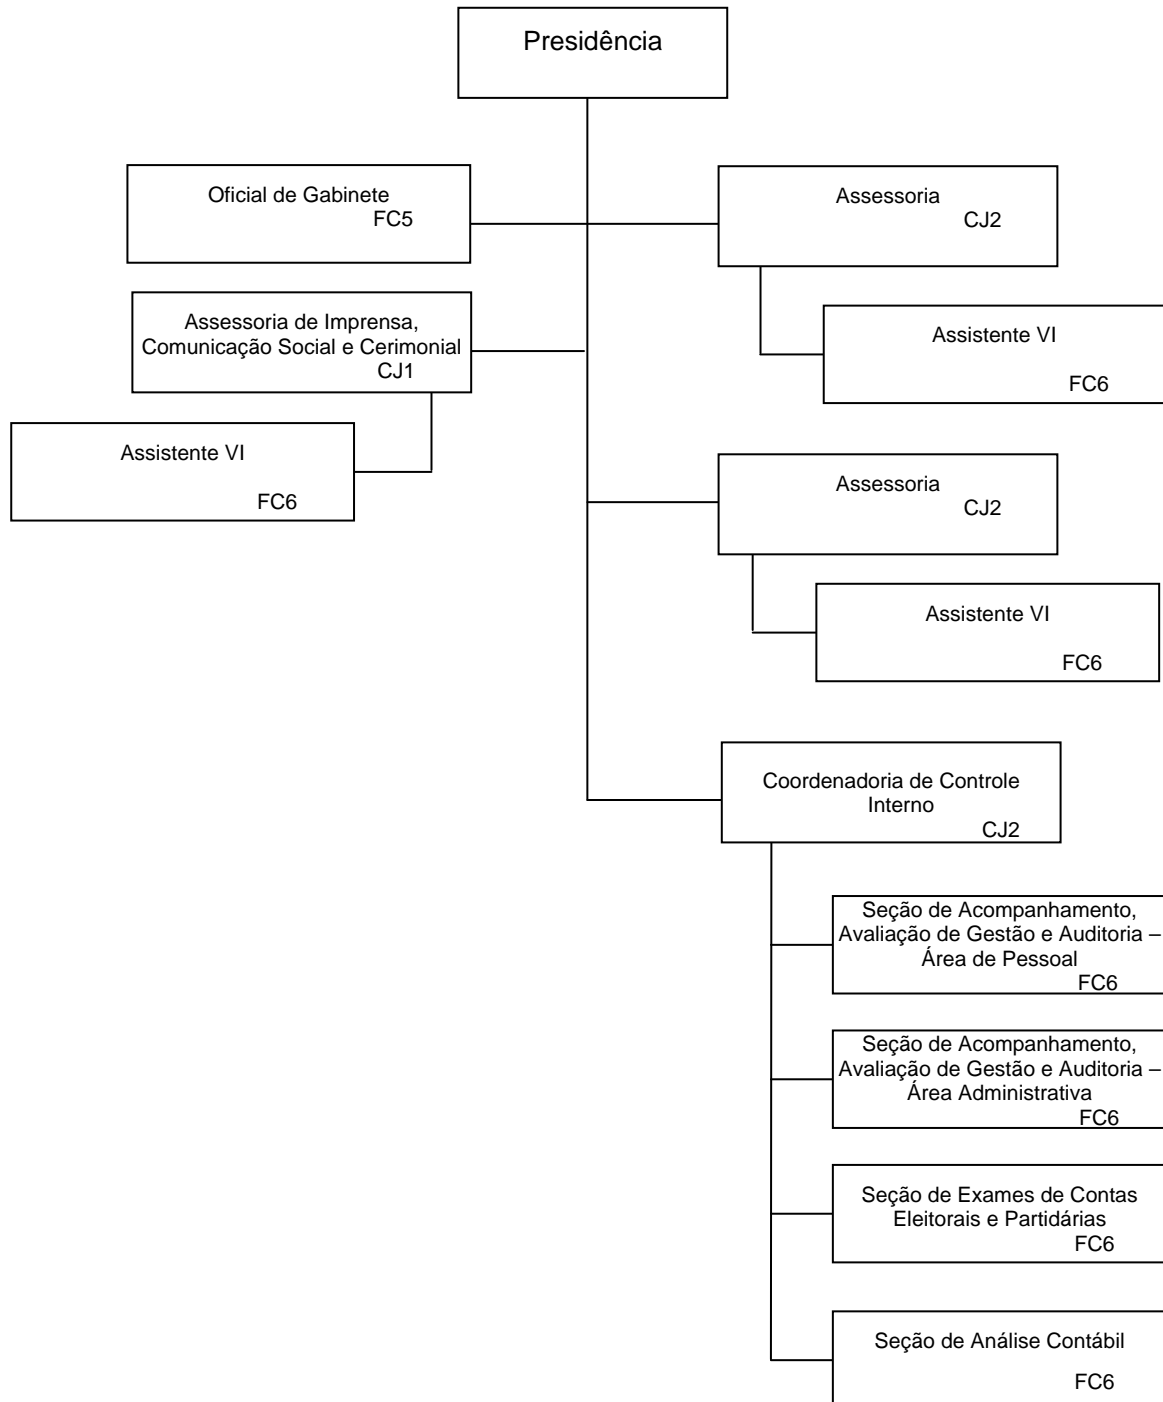 Presidência
Oficial de Gabinete
FC5
Assessoria
CJ2
Assessoria de Imprensa,
Comunicação Social e Cerimonial
CJ1
Assistente VI
FC6
Assistente VI
FC6
Assessoria
CJ2
Assistente VI
FC6
Coordenadoria de Controle
Interno
CJ2
Seção de Acompanhamento,
Avaliação de Gestão e Auditoria –
Área de Pessoal
FC6
Seção de Acompanhamento,
Avaliação de Gestão e Auditoria –
Área Administrativa
FC6
Seção de Exames de Contas
Eleitorais e Partidárias
FC6
Seção de Análise Contábil
FC6